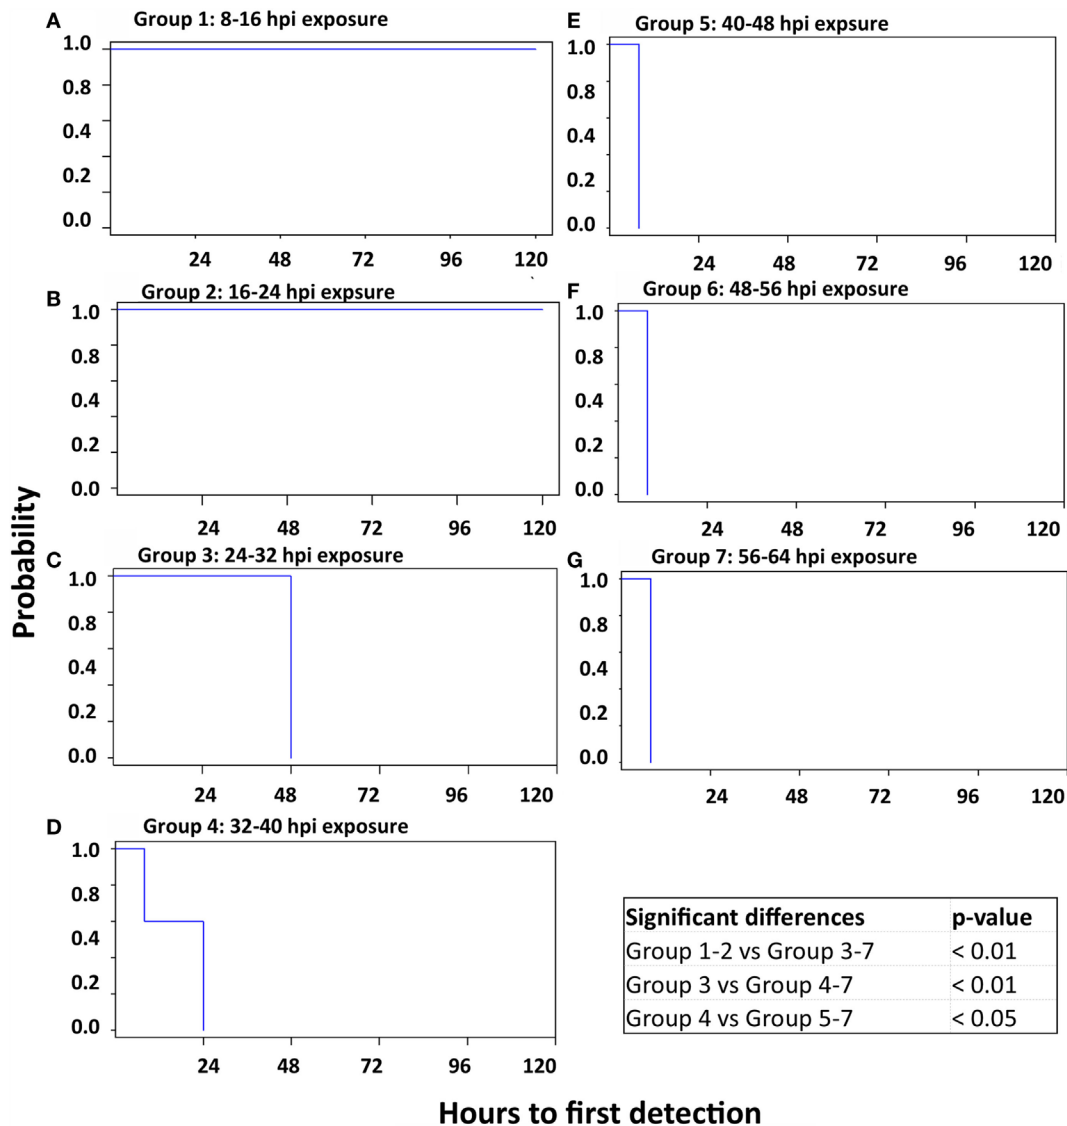 A
Group 1: 8-16 hpi exposure
1.0
0.8
0.4
0.2
0.0
24 48 72 96 120
B
Group 2: 16-24 hpi expsure
1.0
0.8
0.4
0.2
0.0
24 48 72 96 120
C
Group 3: 24-32 hpi exposure
1.0
0.8
0.4
0.2
0.0
24 48 72 96 120
D
Group 4: 32-40 hpi exposure
1.0
0.8
0.4
0.2
0.0
24 48 72 96 120
E
Group 5: 40-48 hpi expsure
1.0
0.8
0.4
0.2
0.0
24 48 72 96 120
F
Group 6: 48-56 hpi exposure
1.0
0.8
0.4
0.2
0.0
24 48 72 96 120
G
Group 7: 56-64 hpi exposure
1.0
0.8
0.4
0.2
0.0
24 48 72 96 120
Probability
Significant differences p-value
Group 1-2 vs Group 3-7 < 0.01
Group 3 vs Group 4-7 < 0.01
Group 4 vs Group 5-7 < 0.05
Hours to first detection